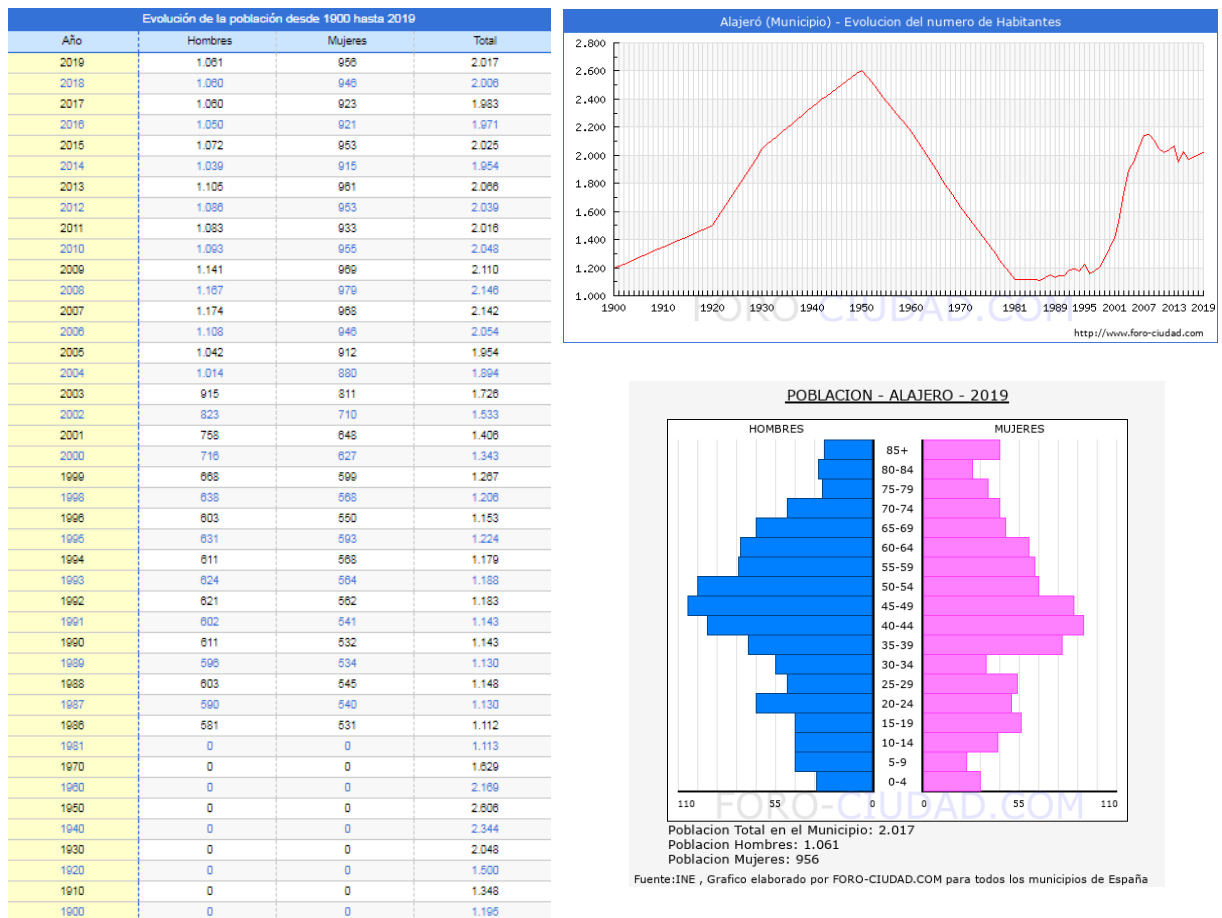 Evolución de la población desde 1900 hasta 2019
Año Hombres Mujeres Total
2019 1.061 956 2.017
2018 1.060 946 2.006
2017 1.060 923 1.983
2016 1.050 921 1.971
2015 1.072 953 2.025
2014 1.039 915 1.954
2013 1.105 961 2.066
2012 1.086 953 2.039
2011 1.083 933 2.016
2010 1.093 955 2.048
2009 1.141 969 2.110
2008 1.167 979 2.146
2007 1.174 968 2.142
2006 1.108 946 2.054
2005 1.042 912 1.954
2004 1.014 880 1.894
2003 915 811 1.726
2002 823 710 1.533
2001 758 648 1.406
2000 716 627 1.343
1999 668 599 1.267
1998 638 568 1.206
1996 603 550 1.153
1995 631 593 1.224
1994 611 568 1.179
1993 624 564 1.188
1992 621 562 1.183
1991 602 541 1.143
1990 611 532 1.143
1989 596 534 1.130
1988 603 545 1.148
1987 590 540 1.130
1986 581 531 1.112
1981 0 0 1.113
1970 0 0 1.629
1960 0 0 2.169
1950 0 0 2.606
1940 0 0 2.344
1930 0 0 2.048
1920 0 0 1.500
1910 0 0 1.348
1900 0 0 1.195
Alajeró (Municipio) - Evolucion del numero de Habitantes
2.800
2.600
2.400
2.200
2.000
1.800
1.600
1.400
1.200
1.000
1900 1910 1920 1930 1940 1950 1960 1970 1981 1989 1995 2001 2007 2013 2019
FORO-CIUDAD.COM
http://www.foro-ciudad.com
POBLACION - ALAJERO - 2019
HOMBRES MUJERES
85+
80-84
75-79
70-74
65-69
60-64
55-59
50-54
45-49
40-44
35-39
30-34
25-29
20-24
15-19
10-14
5-9
0-4
110 55 0 0 55 110
FORO-CIUDAD.COM
Poblacion Total en el Municipio: 2.017
Poblacion Hombres: 1.061
Poblacion Mujeres: 956
Fuente:INE , Grafico elaborado por FORO-CIUDAD.COM para todos los municipios de España